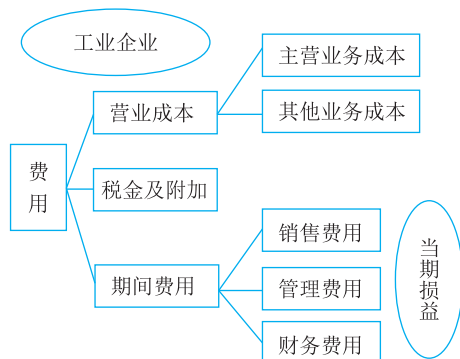 工业企业
主营业务成本
营业成本
其他业务成本
费用
税金及附加
销售费用
期间费用
管理费用
财务费用
当期损益